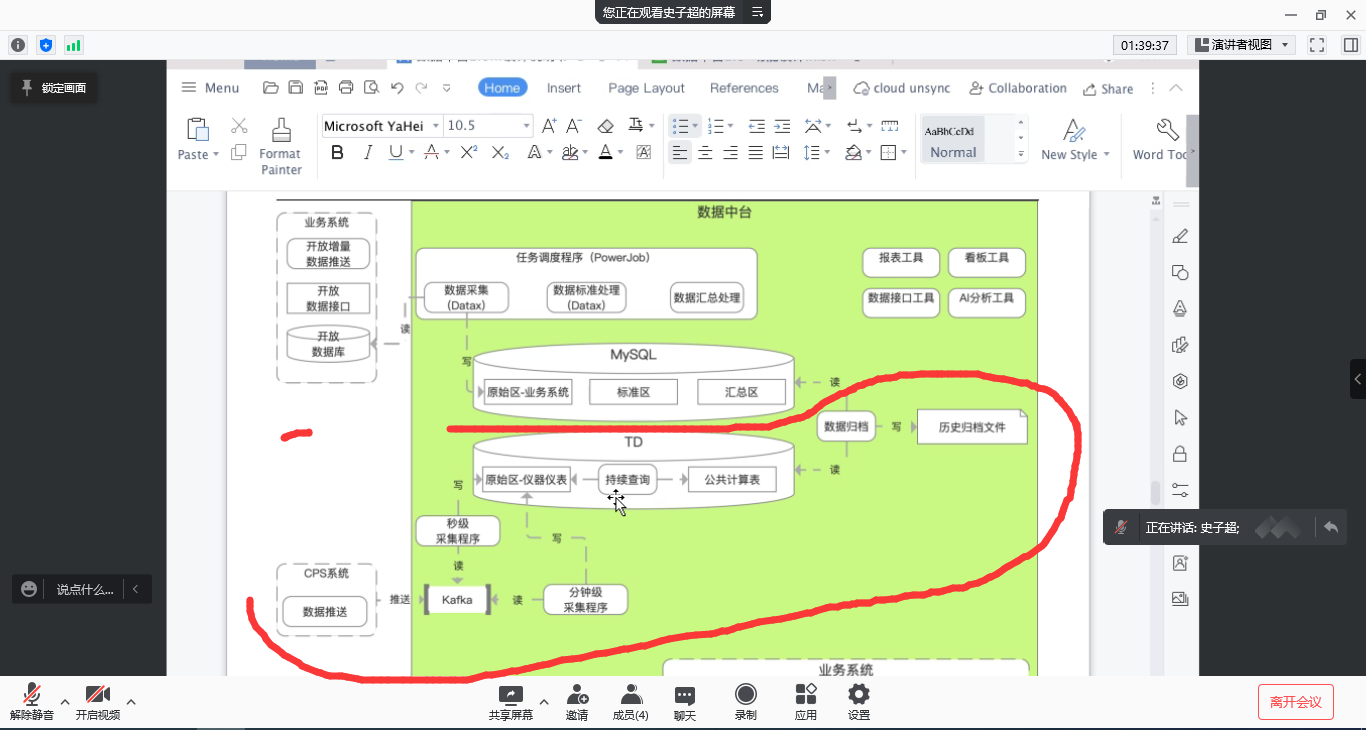 您正在观看史子超的屏幕
01:39:37
演讲者视图
锁定画面
Menu
Home
Insert
Page Layout
References
cloud unsync
Collaboration
Share
Paste
Format
Painter
Microsoft YaHei
10.5
AaBbCcDd
Normal
New Style
业务系统
开放增量
数据推送
开放
数据接口
开放
数据库
读
数据中台
任务调度程序（PowerJob）
数据采集
(Datax)
数据标准处理
(Datax)
数据汇总处理
报表工具
看板工具
数据接口工具
AI分析工具
写
MySQL
原始区-业务系统
标准区
汇总区
读
数据归档
写
历史归档文件
TD
原始区-仪器仪表
持续查询
公共计算表
读
写
秒级
采集程序
写
读
CPS系统
数据推送
推送
Kafka
读
分钟级
采集程序
业务系统
正在讲话: 史子超;
说点什么...
解除静音
开启视频
共享屏幕
邀请
成员(4)
聊天
录制
应用
设置
离开会议